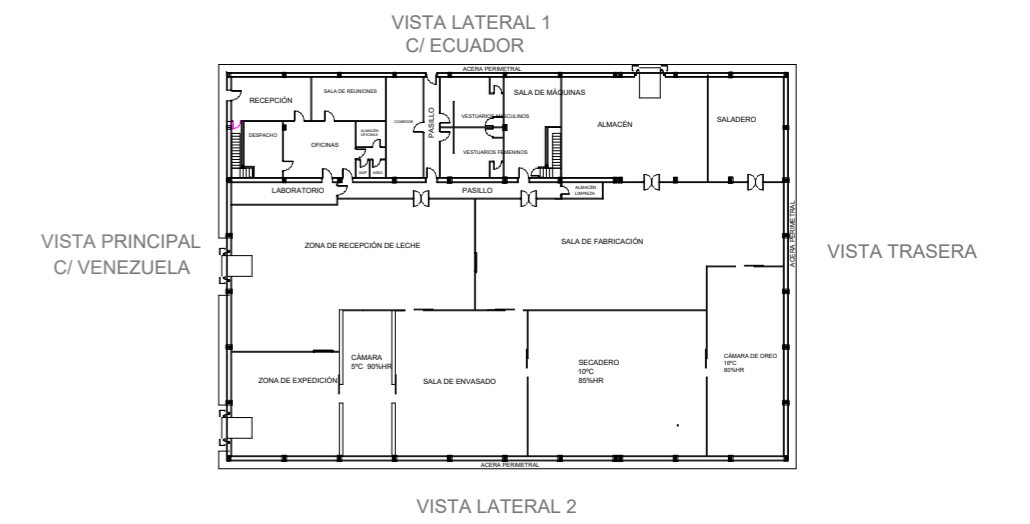 VISTA LATERAL 1
C/ ECUADOR
ACERA PERIMETRAL
RECEPCIÓN
SALA DE REUNIONES
SALA DE MÁQUINAS
DESPACHO
OFICINAS
ALMACÉN
OFICINAS
COMEDOR
PASILLO
VESTUARIOS MASCULINOS
VESTUARIOS FEMENINOS
ALMACÉN
SALADERO
ASEO
LABORATORIO
PASILLO
ALMACÉN
LIMPIEZA
VISTA PRINCIPAL
C/ VENEZUELA
ZONA DE RECEPCIÓN DE LECHE
SALA DE FABRICACIÓN
ACERA PERIMETRAL
VISTA TRASERA
CÁMARA
5ºC 90%HR
ZONA DE EXPEDICIÓN
SALA DE ENVASADO
SECADERO
10ºC
85%HR
CÁMARA DE OREO
16ºC
80%HR
ACERA PERIMETRAL
VISTA LATERAL 2